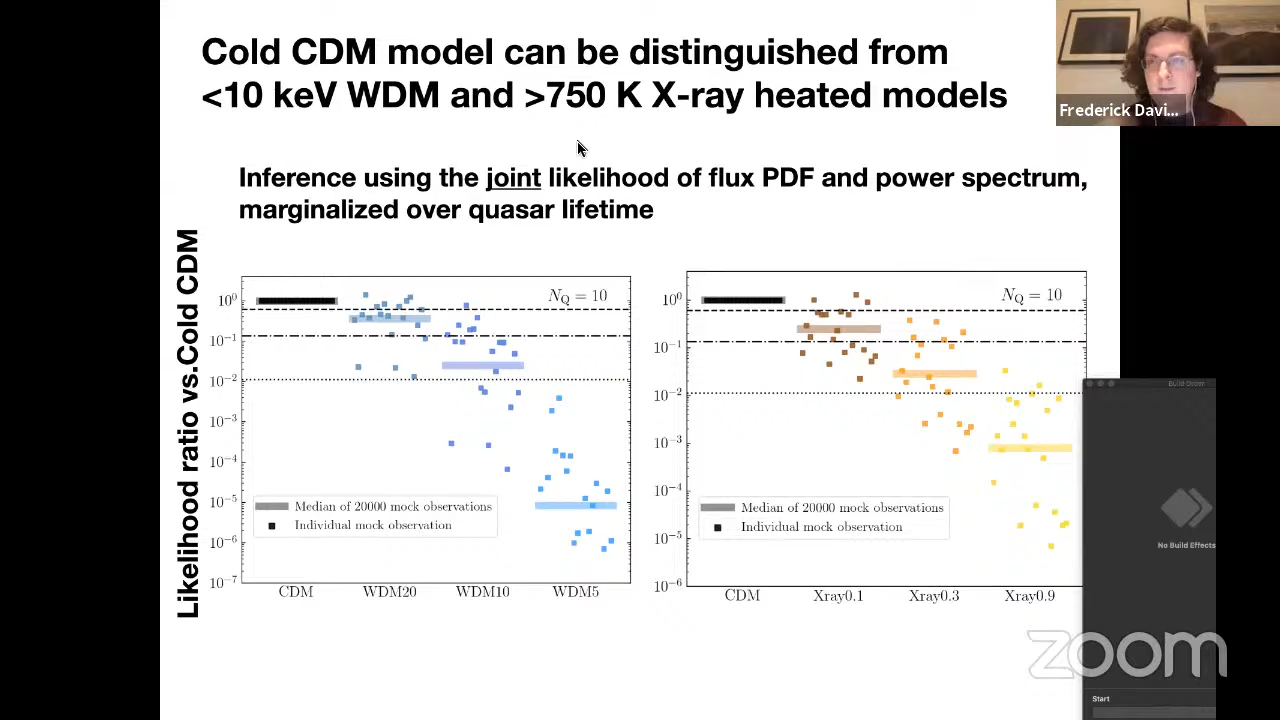 Cold CDM model can be distinguished from
<10 keV WDM and >750 K X-ray heated models
Frederick Davi...
Inference using the joint likelihood of flux PDF and power spectrum,
marginalized over quasar lifetime
Likelihood ratio vs.Cold CDM
N_Q = 10
10^0
10^-1
10^-2
10^-3
10^-4
10^-5
10^-6
10^-7
Median of 20000 mock observations
Individual mock observation
CDM WDM20 WDM10 WDM5
N_Q = 10
10^0
10^-1
10^-2
10^-3
10^-4
10^-5
10^-6
Median of 20000 mock observations
Individual mock observation
CDM Xray0.1 Xray0.3 Xray0.9
No Build Effects
zoom
Start